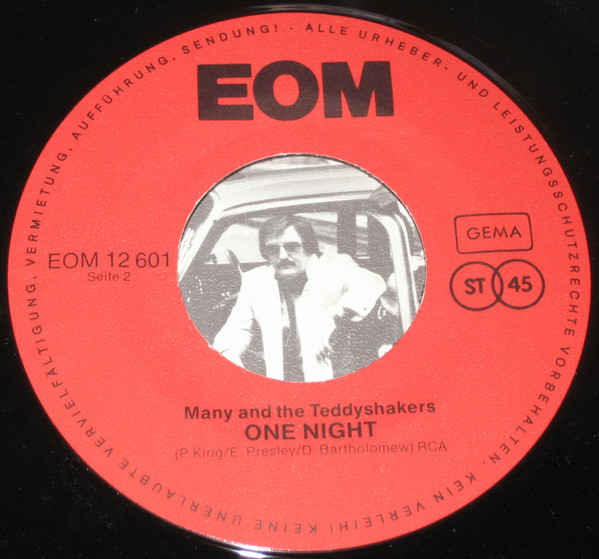 ALLE URHEBER- UND LEISTUNGSSCHUTZRECHTE VORBEHALTEN. KEIN VERLEIH! KEINE UNERLAUBTE VERVIELFÄLTIGUNG, VERMIETUNG, AUFFÜHRUNG, SENDUNG! ·
EOM
GEMA
EOM 12 601
Seite 2
ST 45
Many and the Teddyshakers
ONE NIGHT
(P. King/E. Presley/D. Bartholomew) RCA